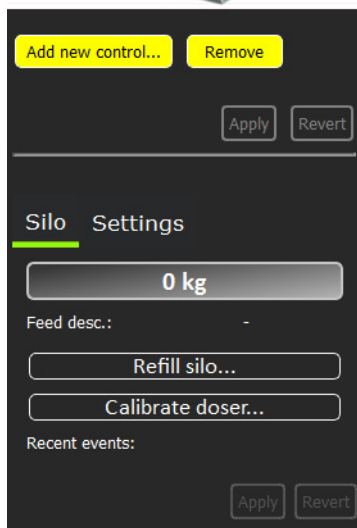 Add new control... Remove
Apply Revert
Silo Settings
0 kg
Feed desc.: -
Refill silo...
Calibrate doser...
Recent events:
Apply Revert